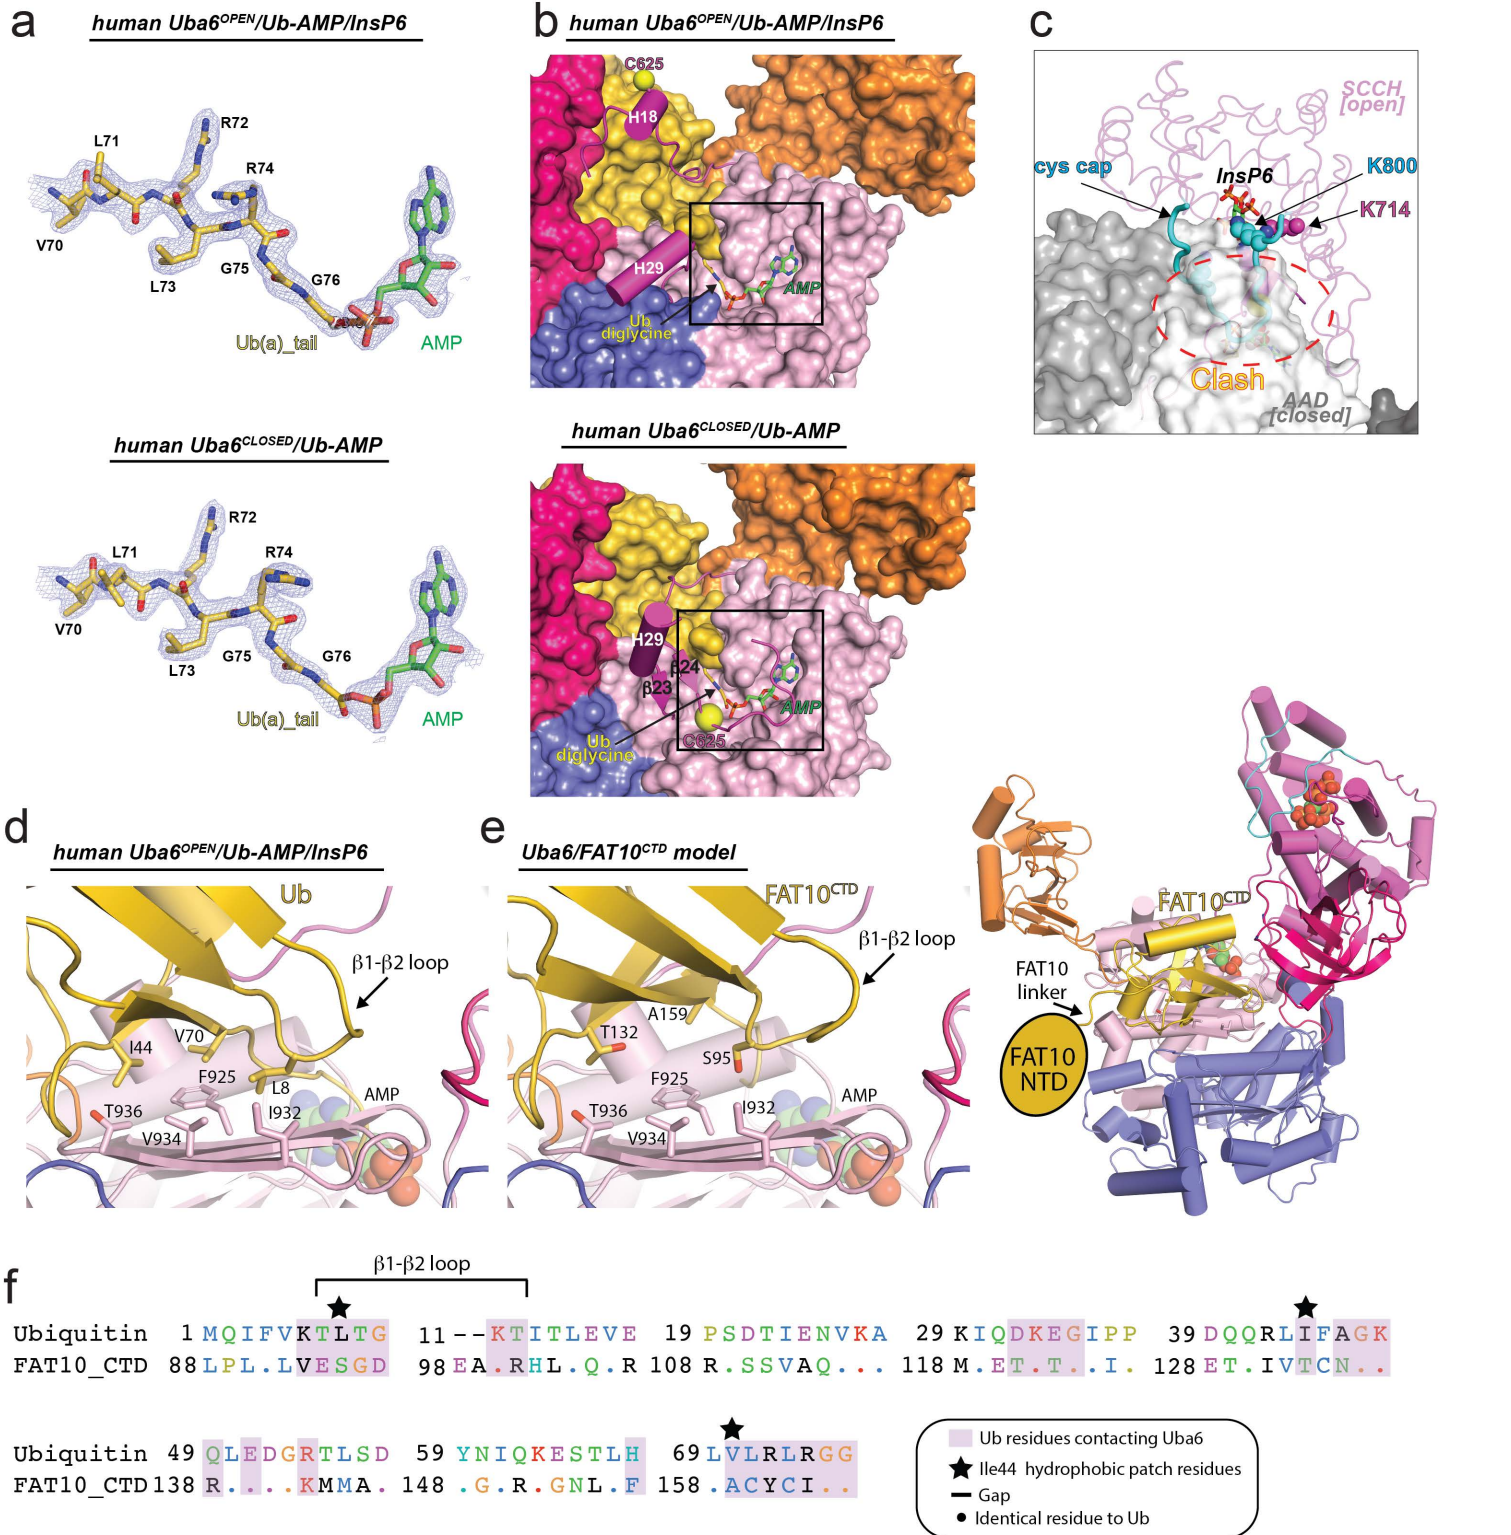 a
human Uba6OPEN/Ub-AMP/InsP6
R72
L71
R74
V70
G75
G76
L73
Ub(a)_tail
AMP
human Uba6CLOSED/Ub-AMP
R72
L71
R74
V70
G75
G76
L73
Ub(a)_tail
AMP
b
human Uba6OPEN/Ub-AMP/InsP6
C625
H18
H29
AMP
Ub
diglycine
human Uba6CLOSED/Ub-AMP
H29
β24
β23
AMP
C625
Ub
diglycine
c
SCCH
[open]
cys cap
InsP6
K800
K714
Clash
AAD
[closed]
d
human Uba6OPEN/Ub-AMP/InsP6
Ub
β1-β2 loop
V70
I44
F925
L8
AMP
T936
I932
V934
e
Uba6/FAT10CTD model
FAT10CTD
β1-β2 loop
A159
T132
S95
F925
AMP
T936
I932
V934
FAT10CTD
FAT10
linker
FAT10
NTD
f
β1-β2 loop
Ubiquitin 1 MQIFVKTLTG 11 --KTITLEVE 19 PSDTIENVKA 29 KIQDKEGIPP 39 DQQRLIFAGK
FAT10_CTD 88 LPL.LVESGD 98 EA.RHL.Q.R 108 R.SSVAQ... 118 M.ET.T..I. 128 ET.IVTCN..
Ubiquitin 49 QLEDGRTLSD 59 YNIQKESTLH 69 LVLRLRGG
FAT10_CTD 138 R....KMMA. 148 .G.R.GNL.F 158 .ACYCI..
Ub residues contacting Uba6
Ile44 hydrophobic patch residues
Gap
Identical residue to Ub